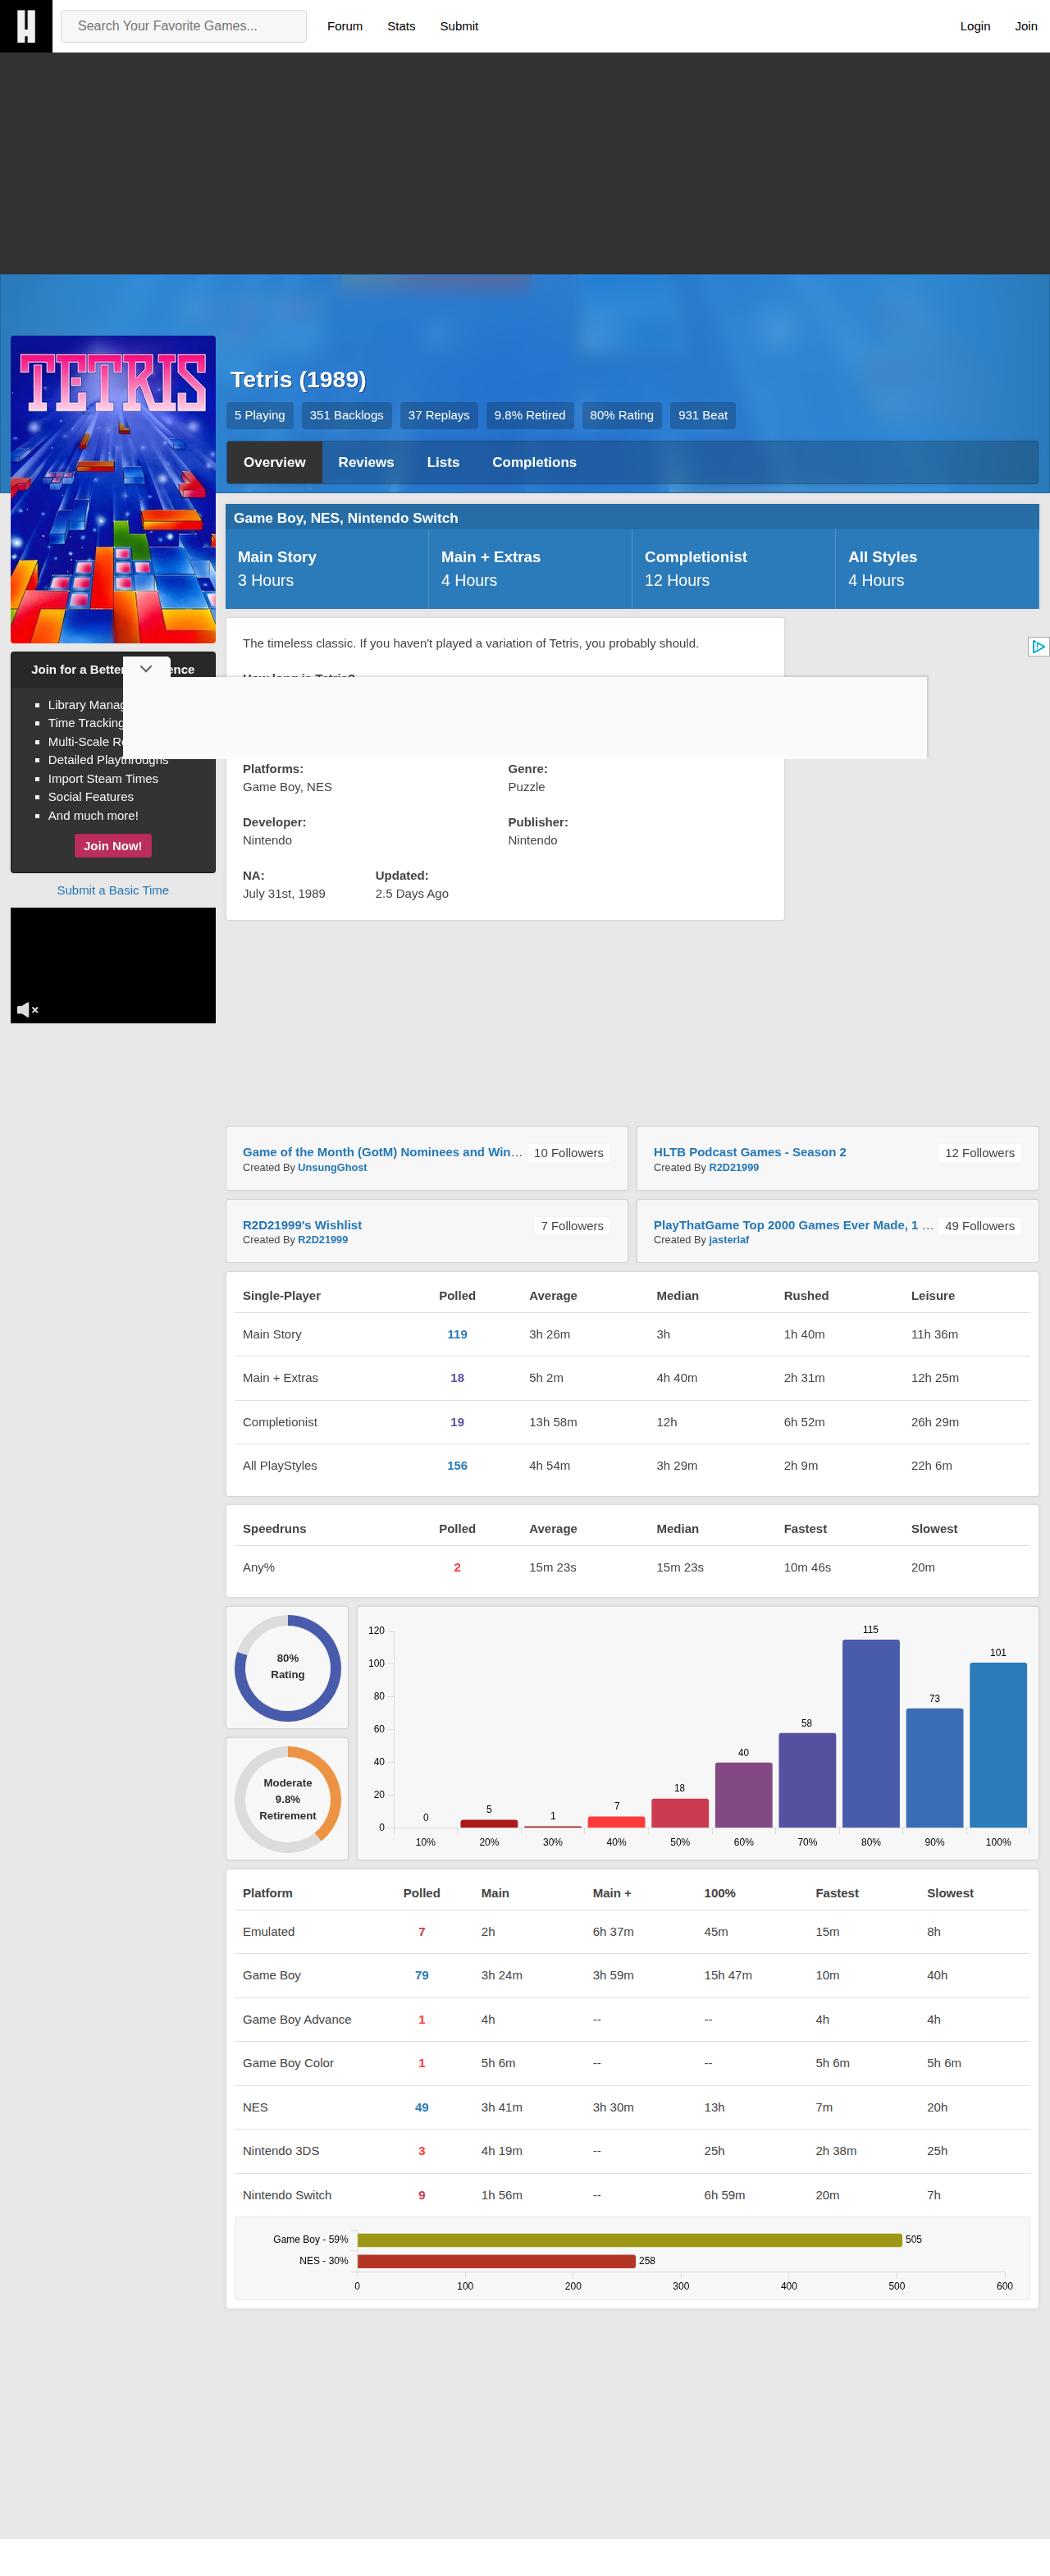 H
Search Your Favorite Games...
Forum
Stats
Submit
Login
Join
TETRIS
Tetris (1989)
5 Playing
351 Backlogs
37 Replays
9.8% Retired
80% Rating
931 Beat
Overview
Reviews
Lists
Completions
Game Boy, NES, Nintendo Switch
Main Story
3 Hours
Main + Extras
4 Hours
Completionist
12 Hours
All Styles
4 Hours
The timeless classic. If you haven't played a variation of Tetris, you probably should.
Join for a Better
Library Manag
Time Tracking
Multi-Scale Re
Detailed Playthroughs
Import Steam Times
Social Features
And much more!
Join Now!
Submit a Basic Time
Platforms:
Game Boy, NES
Genre:
Puzzle
Developer:
Nintendo
Publisher:
Nintendo
NA:
July 31st, 1989
Updated:
2.5 Days Ago
Game of the Month (GotM) Nominees and Win…
10 Followers
Created By UnsungGhost
HLTB Podcast Games - Season 2
12 Followers
Created By R2D21999
R2D21999's Wishlist
7 Followers
Created By R2D21999
PlayThatGame Top 2000 Games Ever Made, 1 …
49 Followers
Created By jasterlaf
Single-Player Polled Average Median Rushed Leisure
Main Story 119 3h 26m 3h 1h 40m 11h 36m
Main + Extras 18 5h 2m 4h 40m 2h 31m 12h 25m
Completionist 19 13h 58m 12h 6h 52m 26h 29m
All PlayStyles 156 4h 54m 3h 29m 2h 9m 22h 6m
Speedruns Polled Average Median Fastest Slowest
Any% 2 15m 23s 15m 23s 10m 46s 20m
80%
Rating
Moderate
9.8%
Retirement
120
100
80
60
40
20
0
0 5 1 7 18 40 58 115 73 101
10% 20% 30% 40% 50% 60% 70% 80% 90% 100%
Platform Polled Main Main + 100% Fastest Slowest
Emulated 7 2h 6h 37m 45m 15m 8h
Game Boy 79 3h 24m 3h 59m 15h 47m 10m 40h
Game Boy Advance 1 4h -- -- 4h 4h
Game Boy Color 1 5h 6m -- -- 5h 6m 5h 6m
NES 49 3h 41m 3h 30m 13h 7m 20h
Nintendo 3DS 3 4h 19m -- 25h 2h 38m 25h
Nintendo Switch 9 1h 56m -- 6h 59m 20m 7h
Game Boy - 59% 505
NES - 30% 258
0 100 200 300 400 500 600